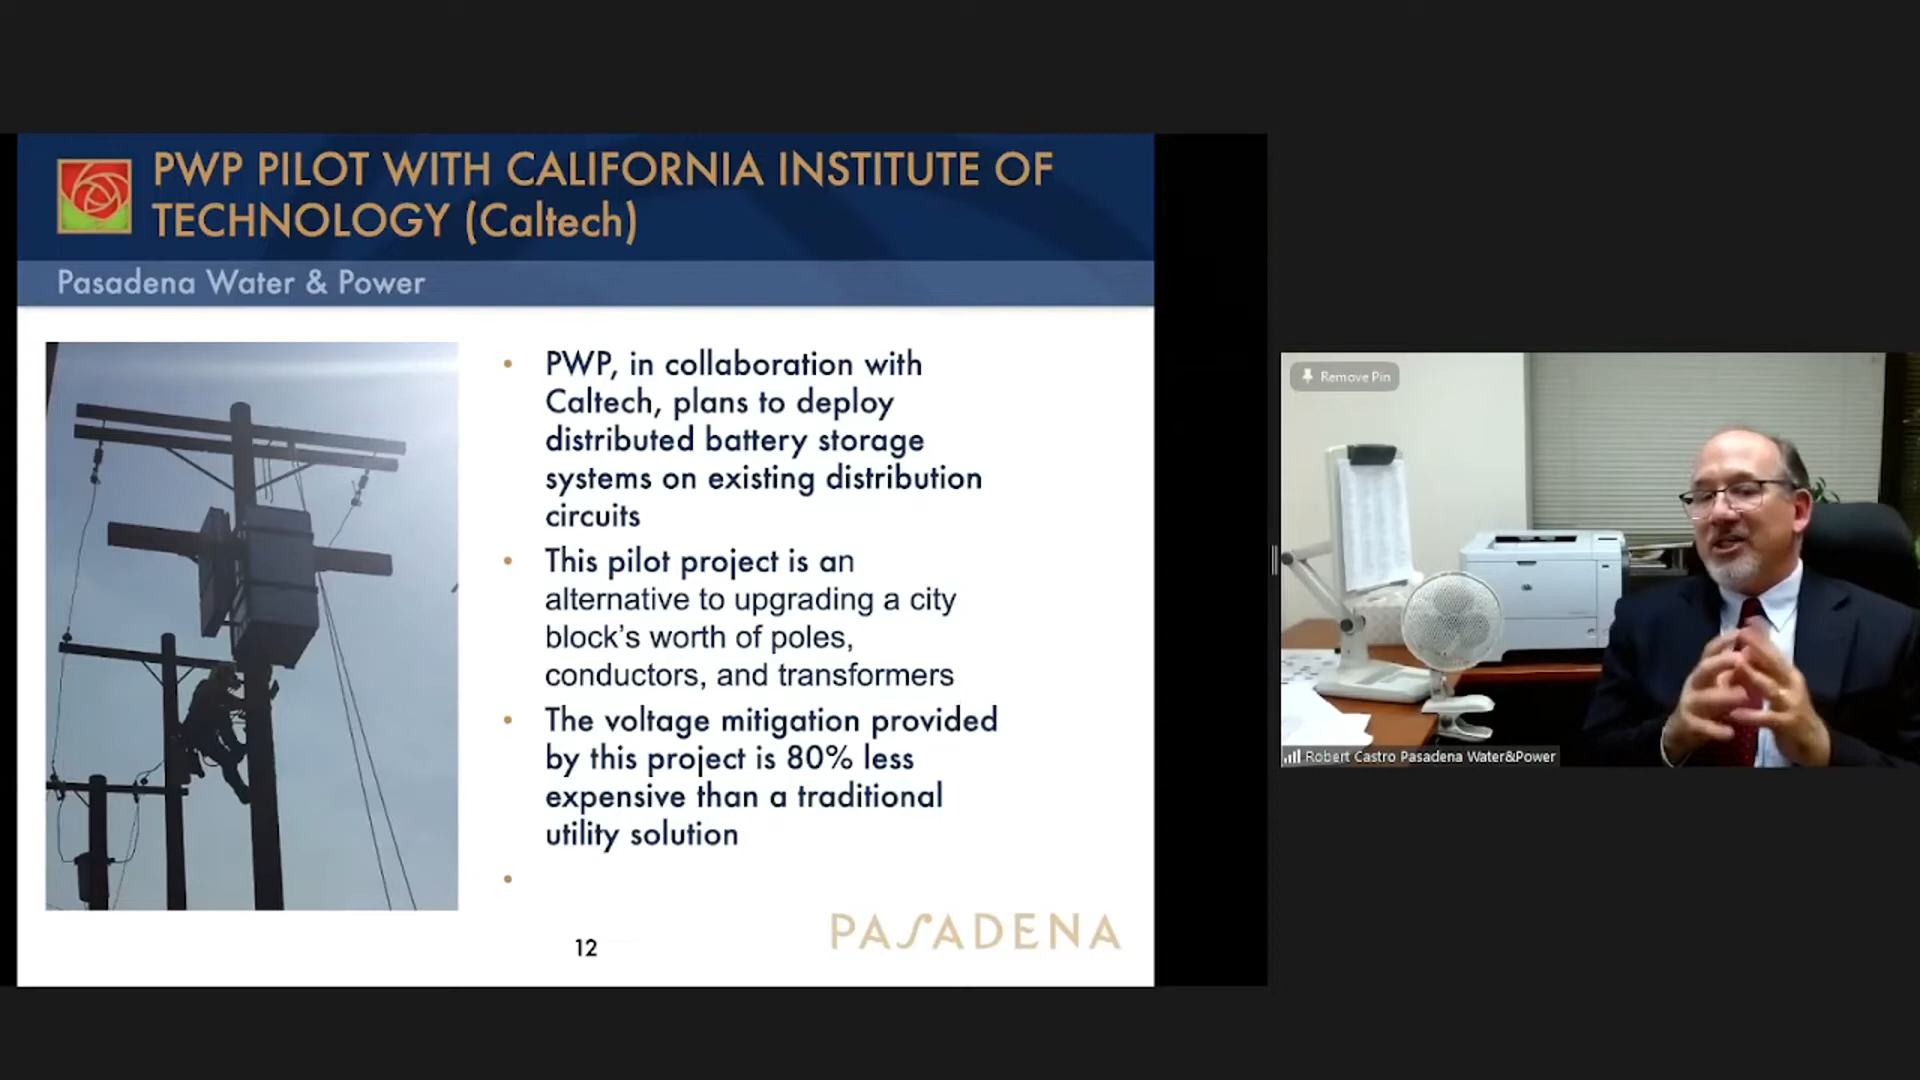 PWP PILOT WITH CALIFORNIA INSTITUTE OF
TECHNOLOGY (Caltech)
Pasadena Water & Power
• PWP, in collaboration with
Caltech, plans to deploy
distributed battery storage
systems on existing distribution
circuits
• This pilot project is an
alternative to upgrading a city
block's worth of poles,
conductors, and transformers
• The voltage mitigation provided
by this project is 80% less
expensive than a traditional
utility solution
•
12
PASADENA
Remove Pin
Robert Castro Pasadena Water&Power